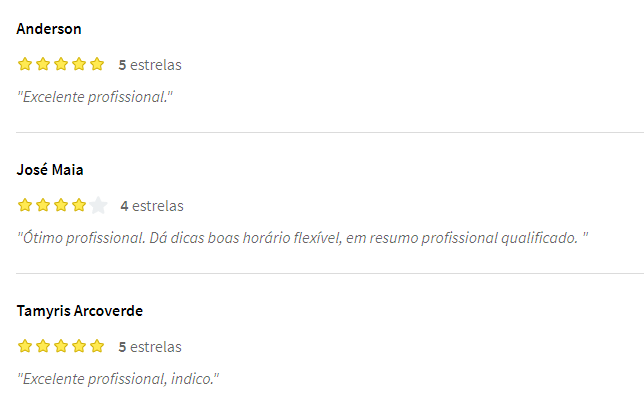 Anderson
5 estrelas
"Excelente profissional."
José Maia
4 estrelas
"Ótimo profissional. Dá dicas boas horário flexível, em resumo profissional qualificado. "
Tamyris Arcoverde
5 estrelas
"Excelente profissional, indico."